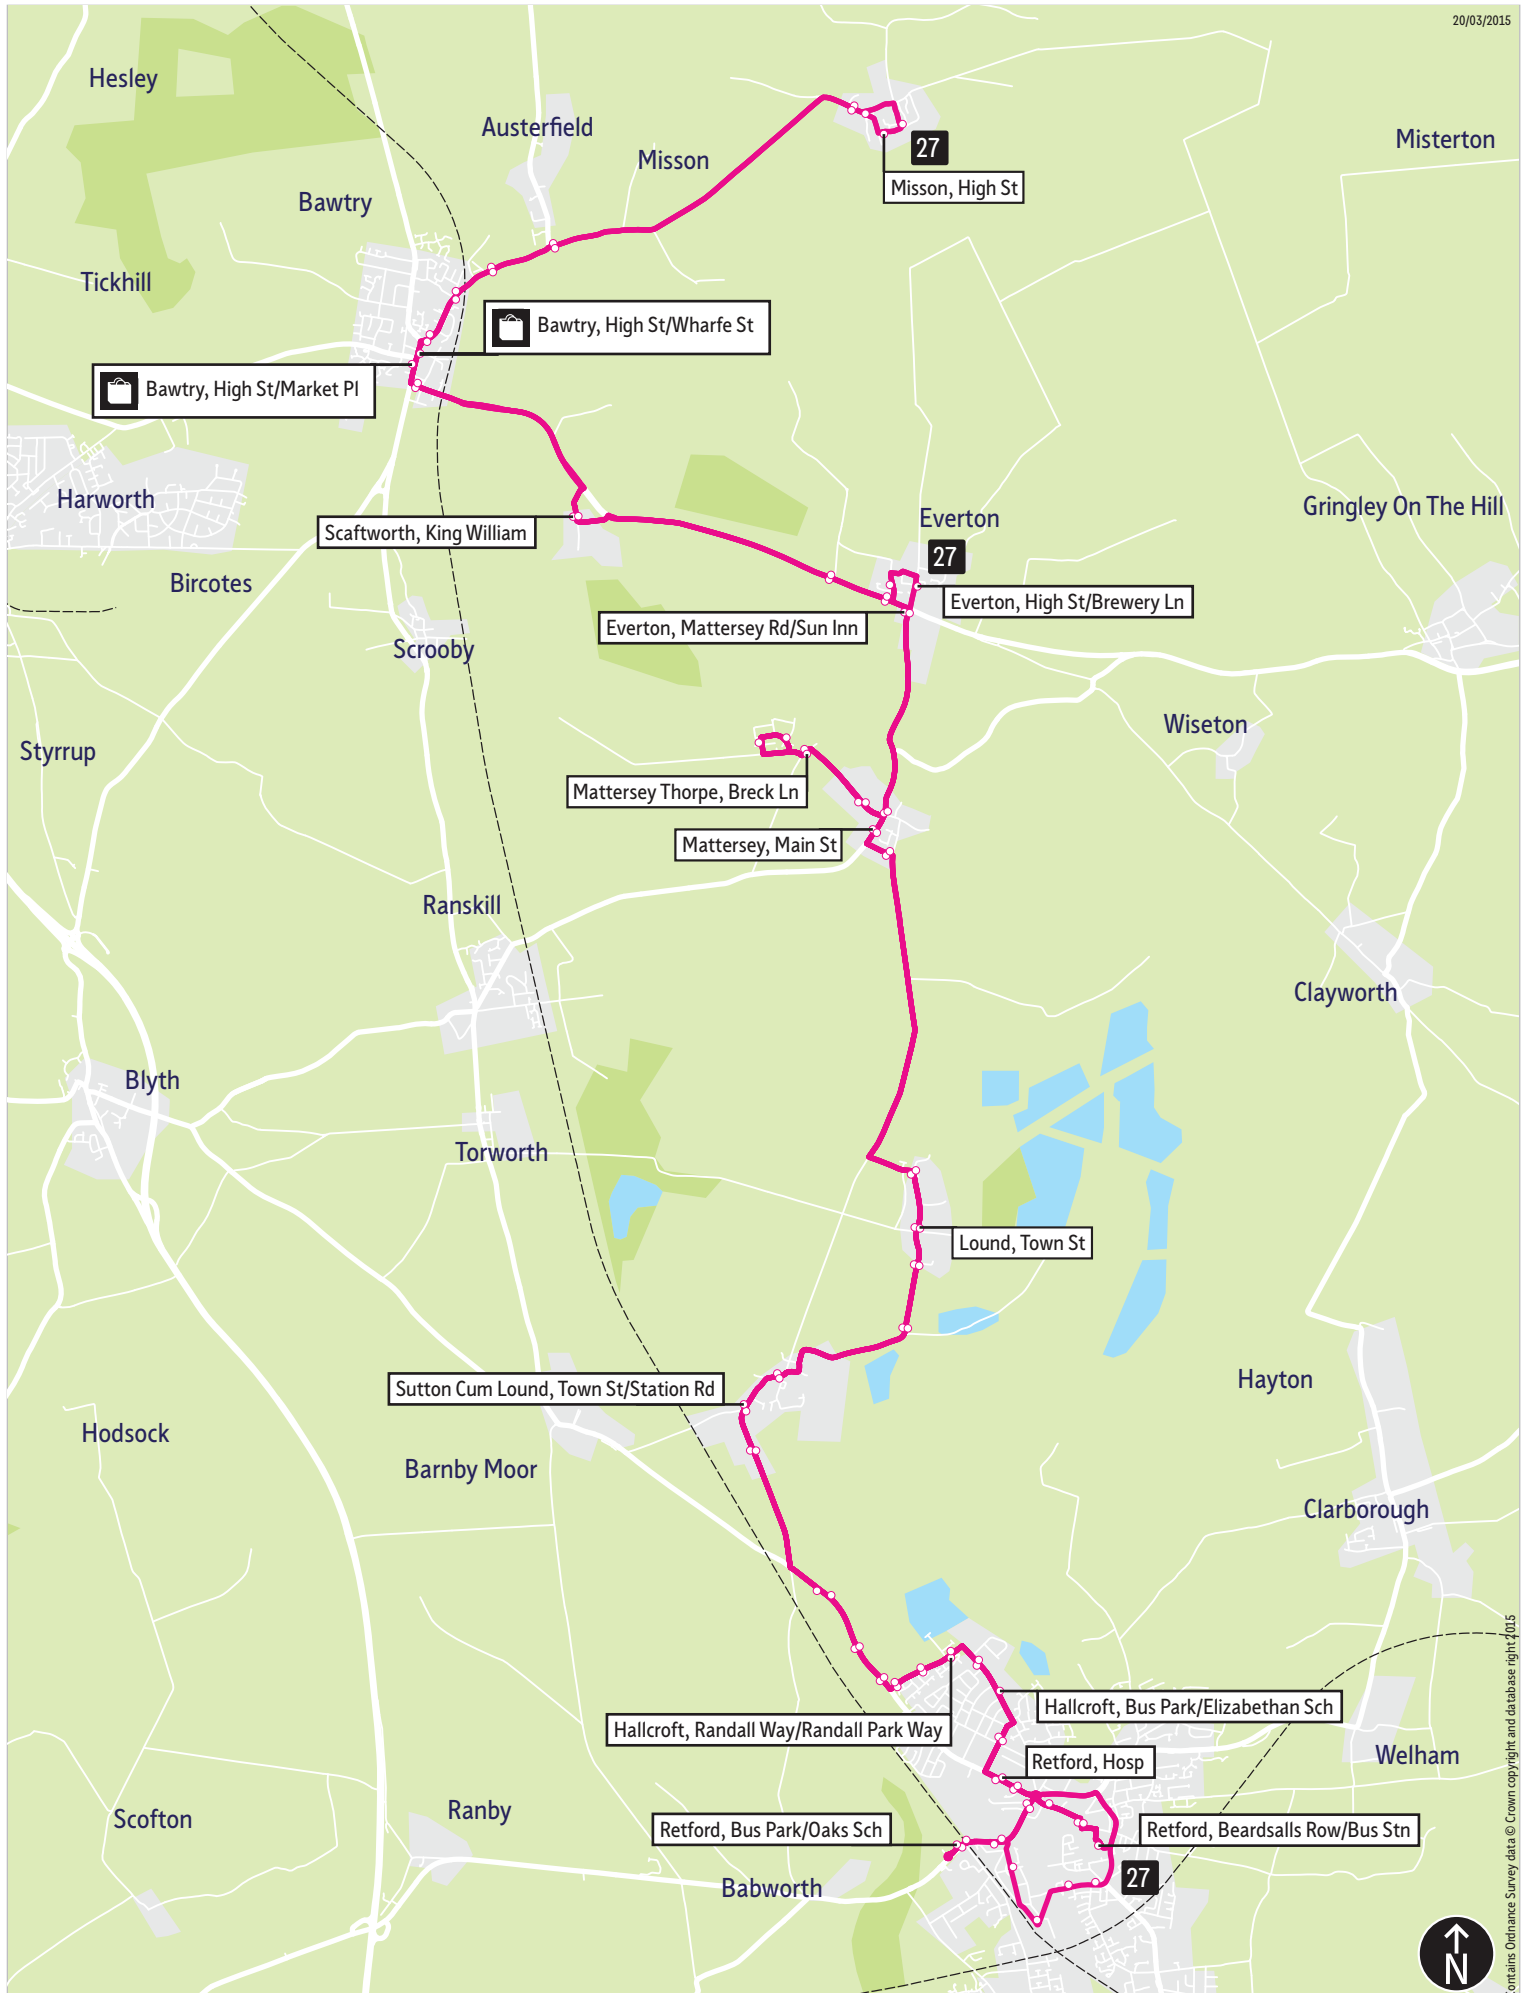 20/03/2015
Hesley
Austerfield
Misson
Misterton
27
Misson, High St
Bawtry
Tickhill
Bawtry, High St/Wharfe St
Bawtry, High St/Market Pl
Harworth
Scaftworth, King William
Everton
Gringley On The Hill
27
Bircotes
Everton, High St/Brewery Ln
Everton, Mattersey Rd/Sun Inn
Scrooby
Wiseton
Styrrup
Mattersey Thorpe, Breck Ln
Mattersey, Main St
Ranskill
Clayworth
Blyth
Torworth
Lound, Town St
Hayton
Sutton Cum Lound, Town St/Station Rd
Hodsock
Barnby Moor
Clarborough
Hallcroft, Bus Park/Elizabethan Sch
Hallcroft, Randall Way/Randall Park Way
Welham
Retford, Hosp
Ranby
Scofton
Retford, Bus Park/Oaks Sch
Retford, Beardsalls Row/Bus Stn
27
Babworth
N
ontains Ordnance Survey data © Crown copyright and database right 2015